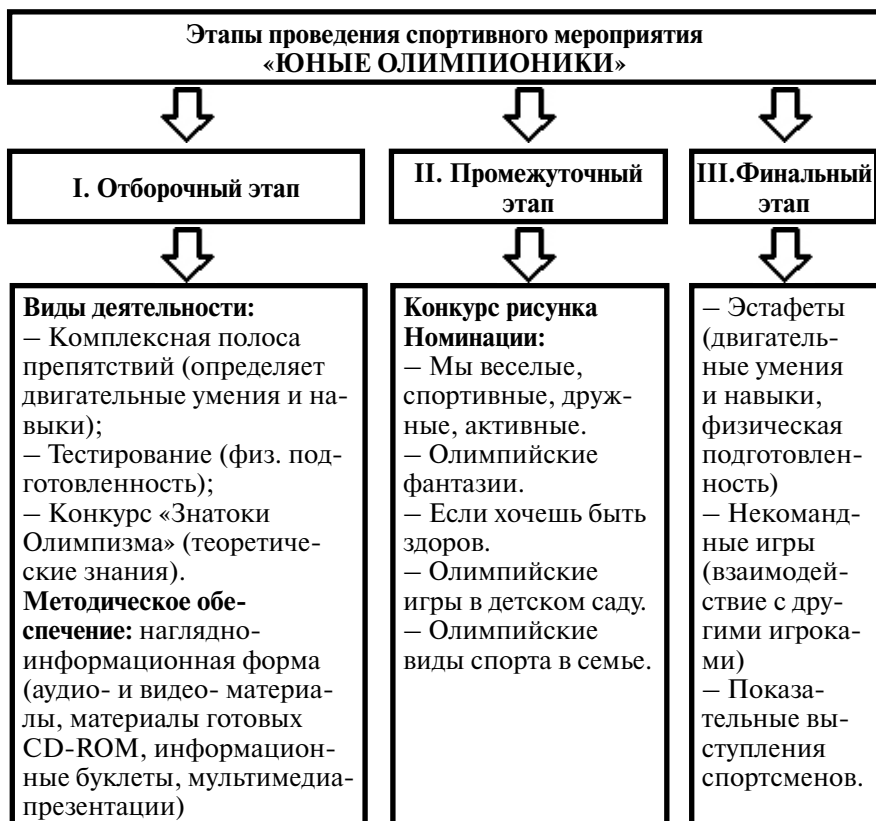 Этапы проведения спортивного мероприятия
«ЮНЫЕ ОЛИМПИОНИКИ»
I. Отборочный этап
II. Промежуточный
этап
III.Финальный
этап
Виды деятельности:
– Комплексная полоса
препятствий (определяет
двигательные умения и на-
выки);
– Тестирование (физ. под-
готовленность);
– Конкурс «Знатоки
Олимпизма» (теоретиче-
ские знания).
Методическое обе-
спечение: наглядно-
информационная форма
(аудио- и видео- материа-
лы, материалы готовых
CD-ROM, информацион-
ные буклеты, мультимедиа-
презентации)
Конкурс рисунка
Номинации:
– Мы веселые,
спортивные, друж-
ные, активные.
– Олимпийские
фантазии.
– Если хочешь быть
здоров.
– Олимпийские
игры в детском саду.
– Олимпийские
виды спорта в семье.
– Эстафеты
(двигатель-
ные умения
и навыки,
физическая
подготовлен-
ность)
– Некоманд-
ные игры
(взаимодей-
ствие с дру-
гими игрока-
ми)
– Показа-
тельные вы-
ступления
спортсменов.